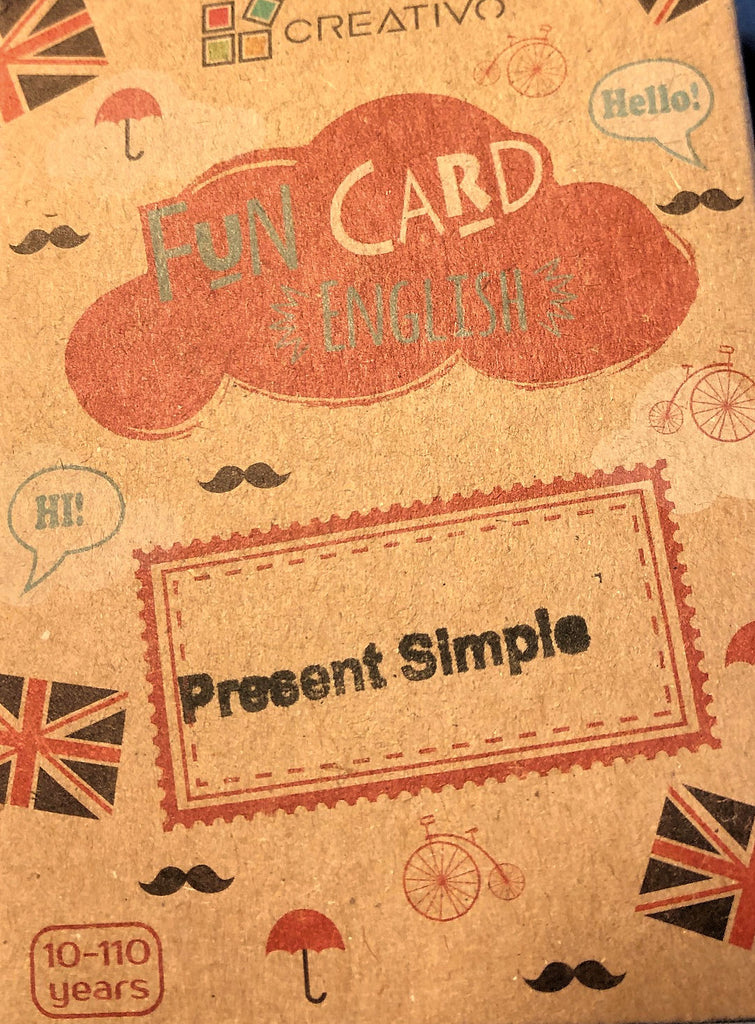 CREATIVO
Hello!
FUN CARD
ENGLISH
HI!
Present Simple
10-110
years